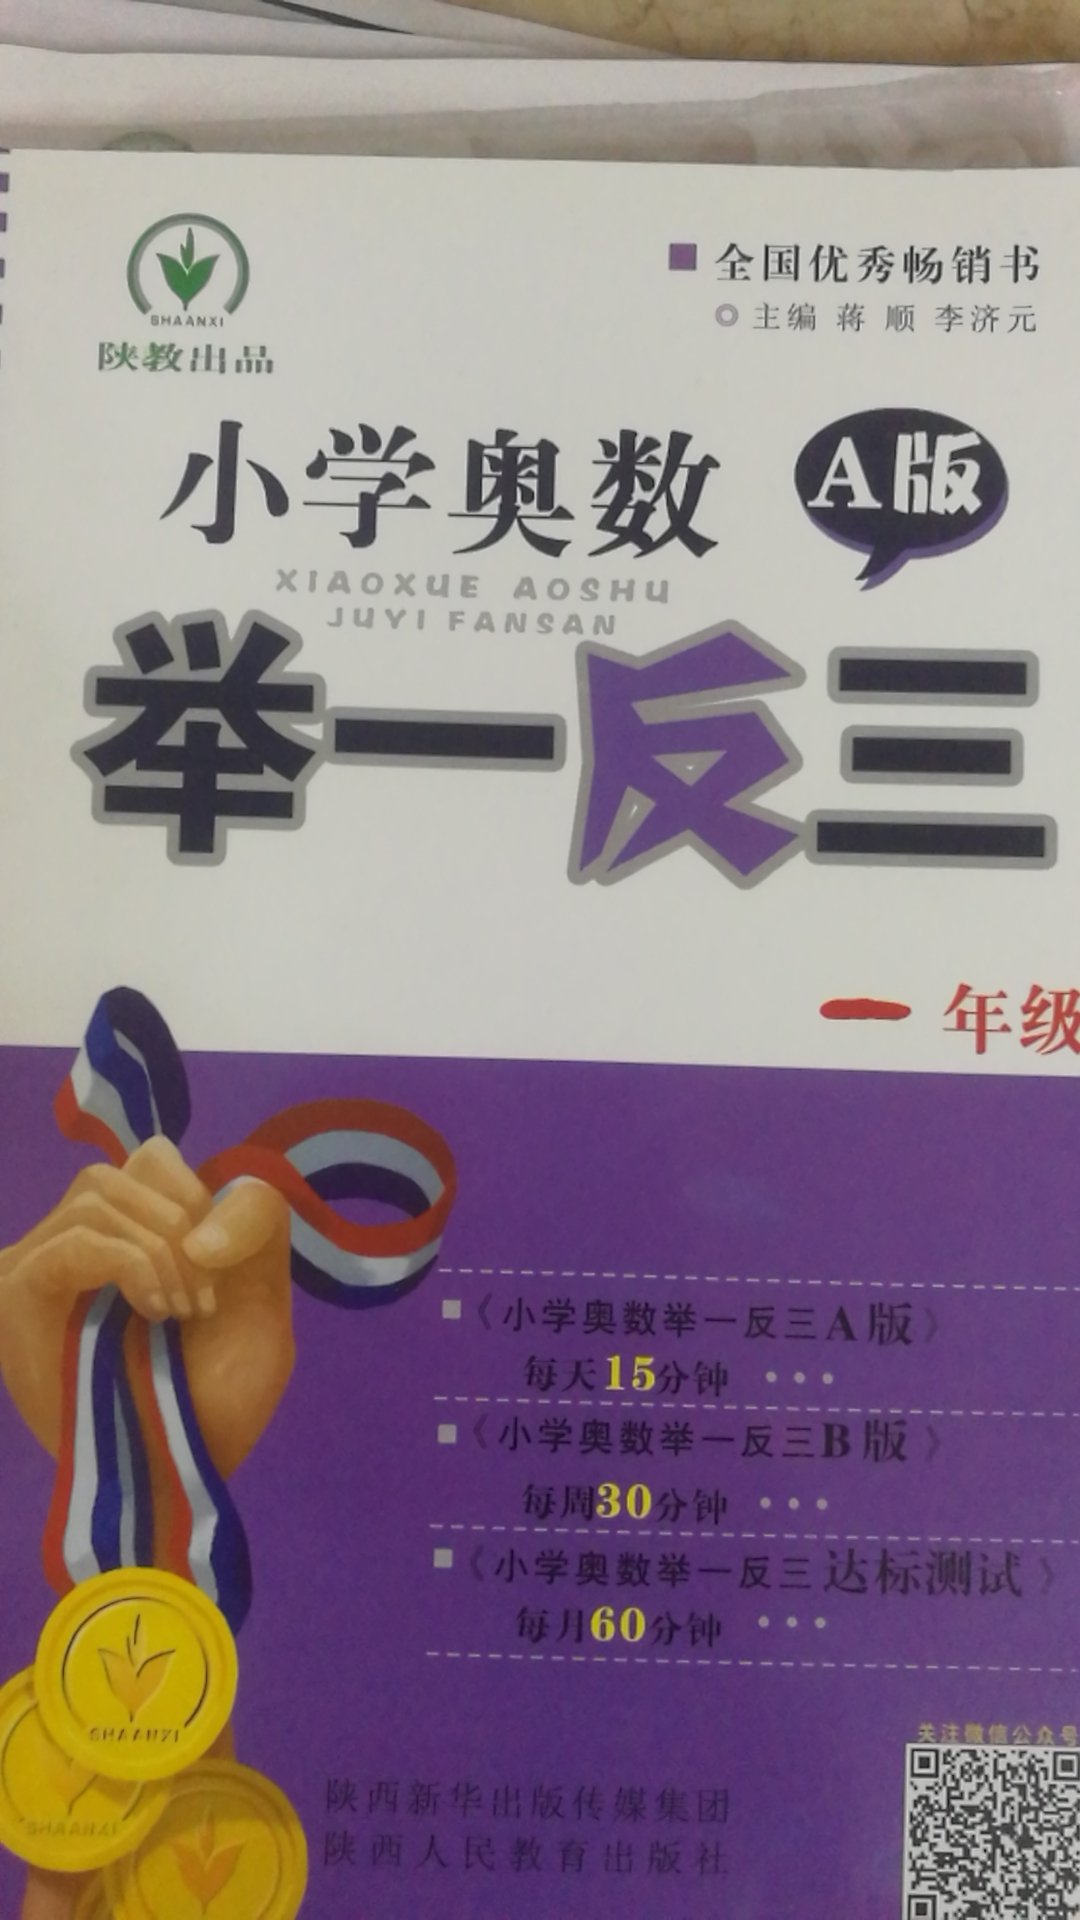 SHAANXI
陕教出品
全国优秀畅销书
主编 蒋 顺 李济元
小学奥数
A版
XIAOXUE AOSHU
JUYI FANSAN
举一反三
一年级
《小学奥数举一反三A版》
每天15分钟 ···
《小学奥数举一反三B版》
每周30分钟 ···
《小学奥数举一反三达标测试》
每月60分钟 ···
SHAANXI
SHAANXI
关注微信公众号
陕西新华出版传媒集团
陕西人民教育出版社